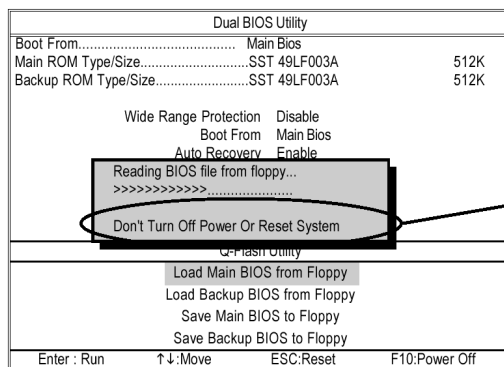 Dual BIOS Utility
Boot From........................................ Main Bios
Main ROM Type/Size............................SST 49LF003A 512K
Backup ROM Type/Size........................SST 49LF003A 512K
Wide Range Protection Disable
Boot From Main Bios
Auto Recovery Enable
Reading BIOS file from floppy...
>>>>>>>>>>>>......................
Don't Turn Off Power Or Reset System
Q-Flash Utility
Load Main BIOS from Floppy
Load Backup BIOS from Floppy
Save Main BIOS to Floppy
Save Backup BIOS to Floppy
Enter : Run ↑↓:Move ESC:Reset F10:Power Off